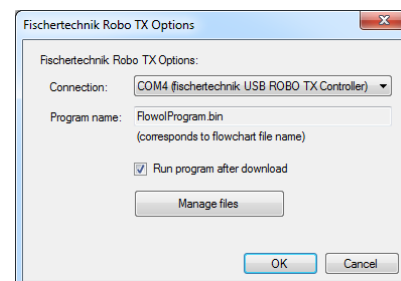 Fischertechnik Robo TX Options
Fischertechnik Robo TX Options:
Connection: COM4 (fischertechnik USB ROBO TX Controller)
Program name: FlowolProgram.bin
(corresponds to flowchart file name)
Run program after download
Manage files
OK Cancel